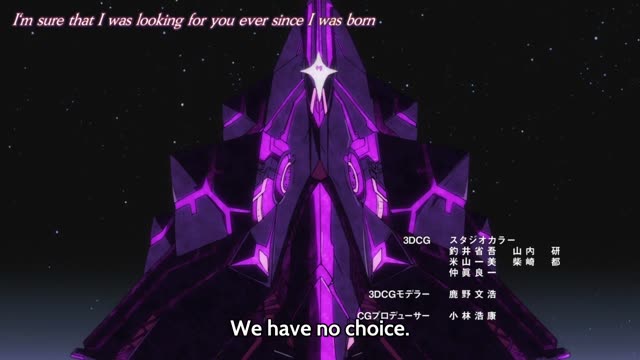 I'm sure that I was looking for you ever since I was born
3DCG スタジオカラー
釣井省吾 山内 研
米山一美 柴崎 都
仲眞良一
3DCGモデラー 鹿野文浩
CGプロデューサー 小林浩康
We have no choice.